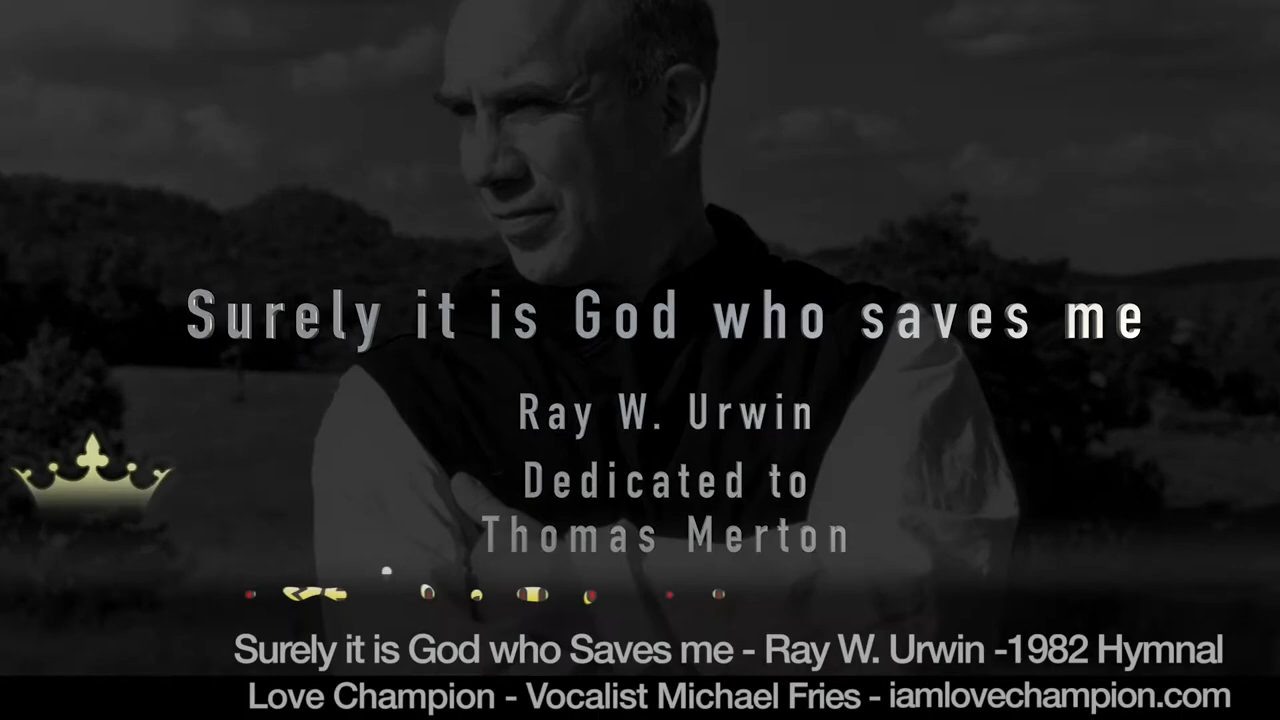 Surely it is God who saves me
Ray W. Urwin
Dedicated to
Thomas Merton
Surely it is God who Saves me - Ray W. Urwin -1982 Hymnal
Love Champion - Vocalist Michael Fries - iamlovechampion.com